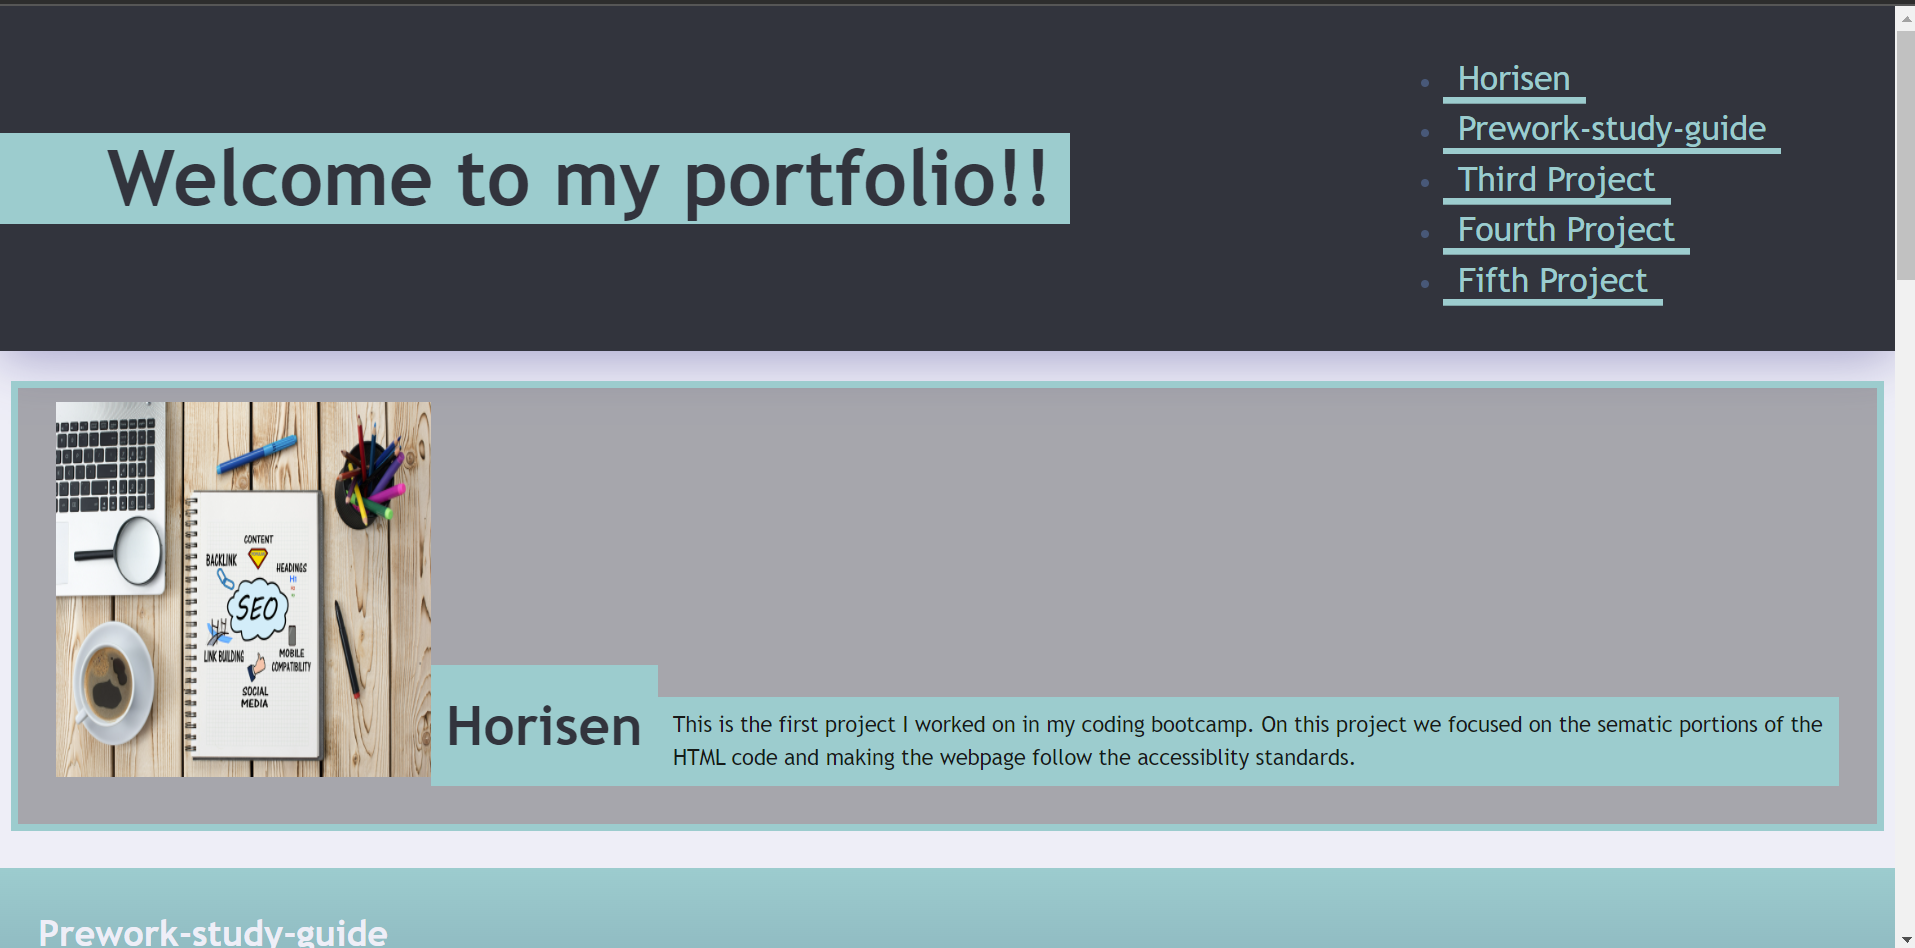 Welcome to my portfolio!!
Horisen
Prework-study-guide
Third Project
Fourth Project
Fifth Project
CONTENT
BACKLINK
HEADINGS
H1
SEO
LINK BUILDING
MOBILE
COMPATIBILITY
SOCIAL
MEDIA
Horisen
This is the first project I worked on in my coding bootcamp. On this project we focused on the sematic portions of the
HTML code and making the webpage follow the accessiblity standards.
Prework-study-guide